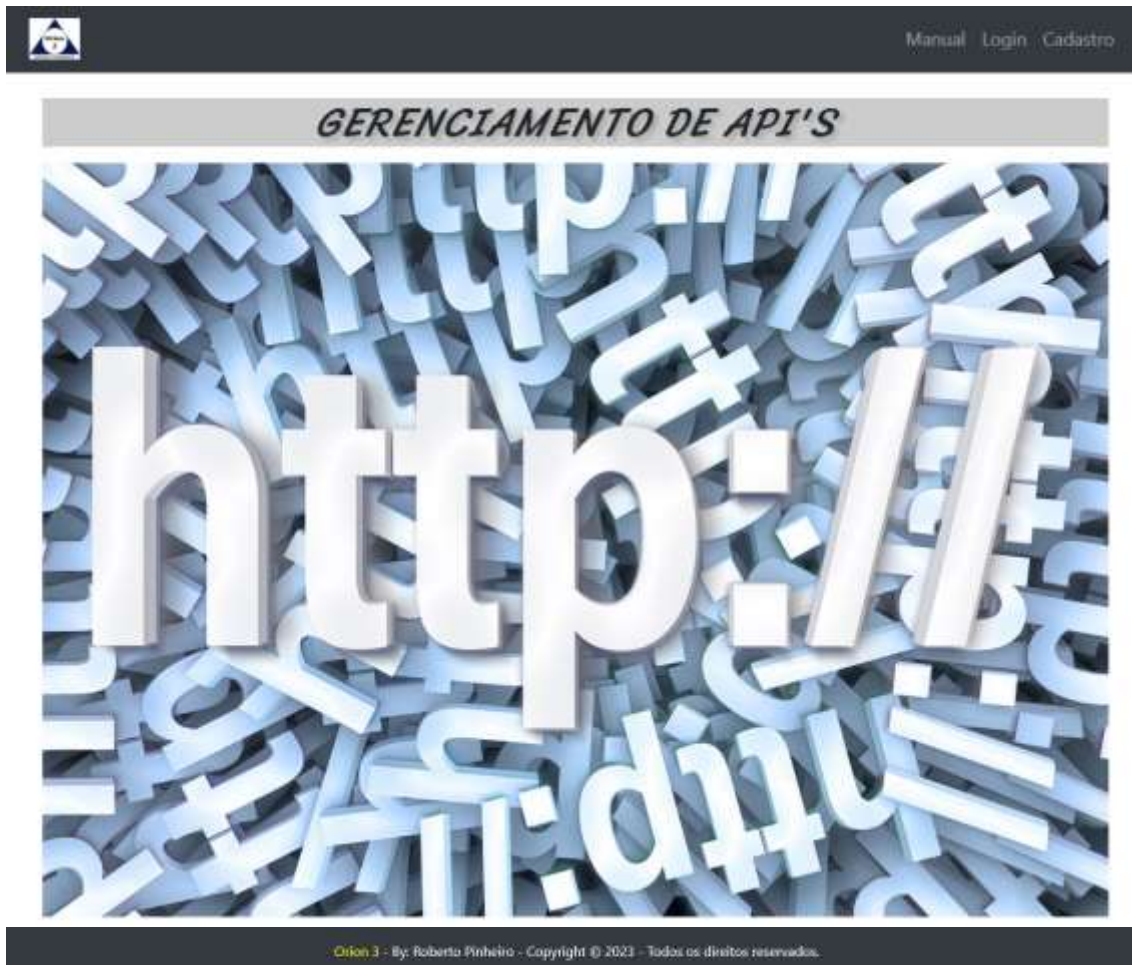 Manual Login Cadastro
GERENCIAMENTO DE API'S
http://
Orion 3 - By: Roberto Pinheiro - Copyright © 2023 - Todos os direitos reservados.